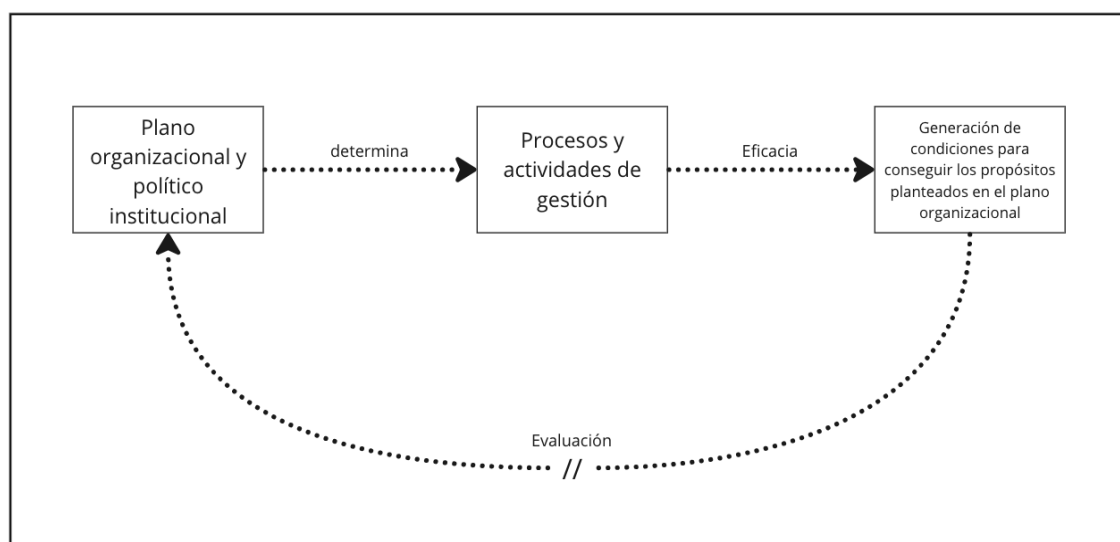 Plano
organizacional y
político
institucional
determina
Procesos y
actividades de
gestión
Eficacia
Generación de
condiciones para
conseguir los propósitos
planteados en el plano
organizacional
Evaluación
//